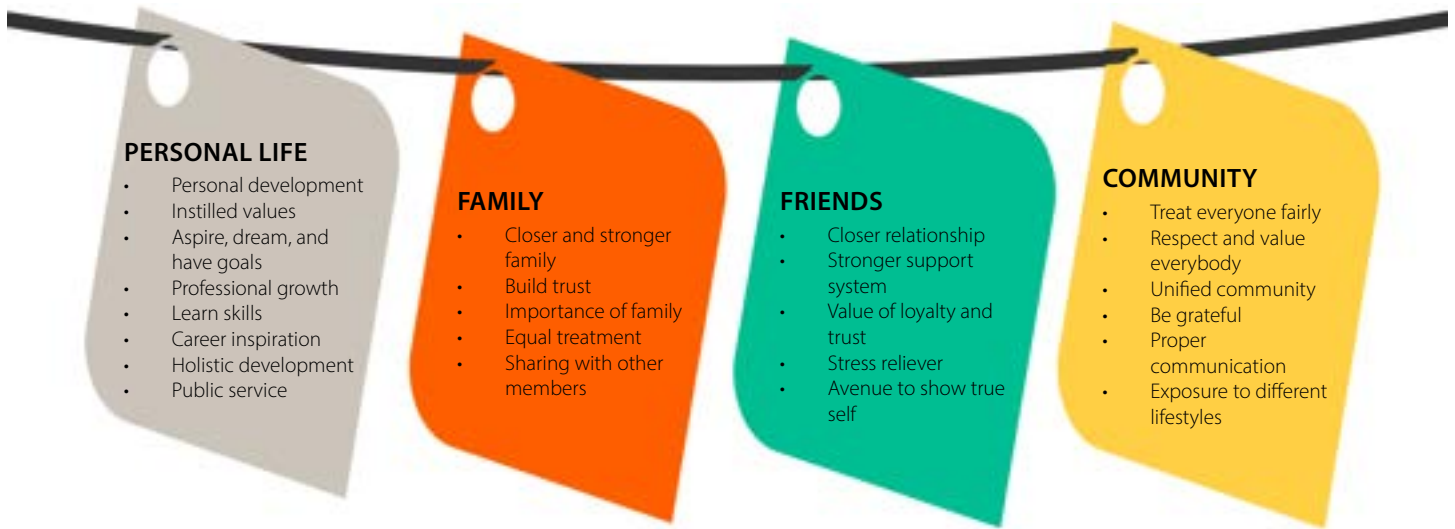 PERSONAL LIFE
• Personal development
• Instilled values
• Aspire, dream, and
have goals
• Professional growth
• Learn skills
• Career inspiration
• Holistic development
• Public service
FAMILY
• Closer and stronger
family
• Build trust
• Importance of family
• Equal treatment
• Sharing with other
members
FRIENDS
• Closer relationship
• Stronger support
system
• Value of loyalty and
trust
• Stress reliever
• Avenue to show true
self
COMMUNITY
• Treat everyone fairly
• Respect and value
everybody
• Unified community
• Be grateful
• Proper
communication
• Exposure to different
lifestyles